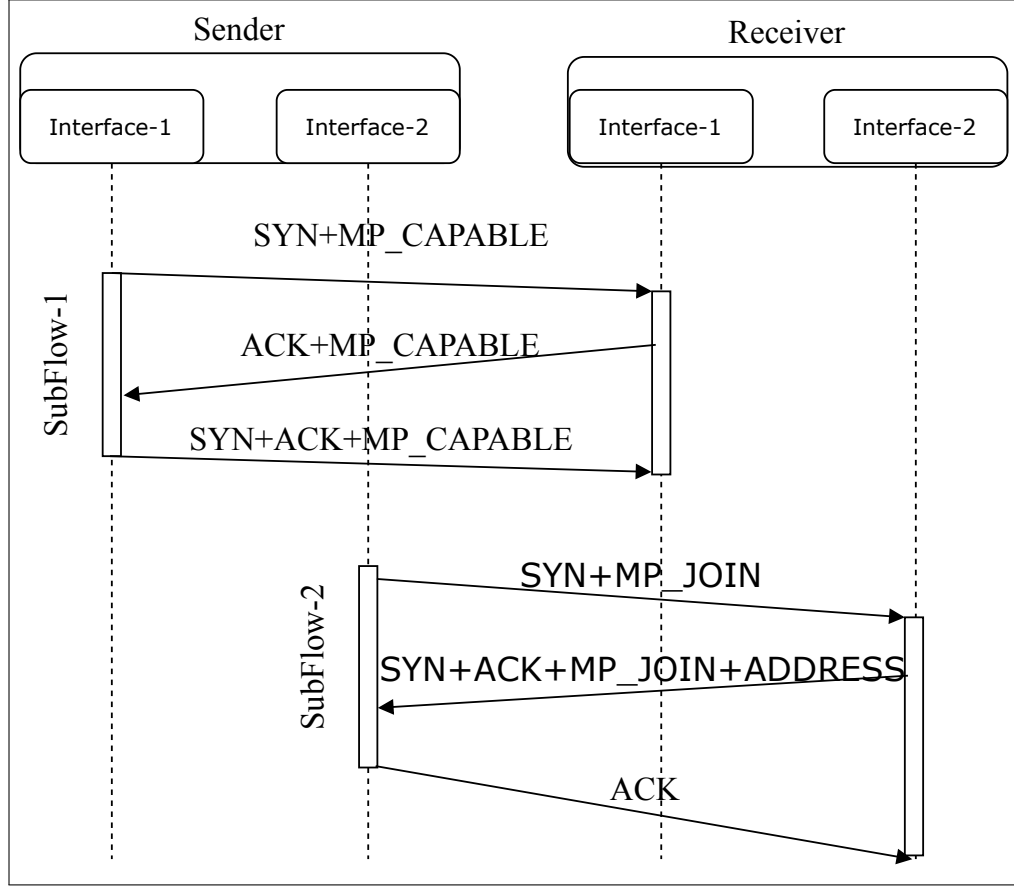 Sender
Receiver
Interface-1
Interface-2
Interface-1
Interface-2
SubFlow-1
SYN+MP_CAPABLE
ACK+MP_CAPABLE
SYN+ACK+MP_CAPABLE
SubFlow-2
SYN+MP_JOIN
SYN+ACK+MP_JOIN+ADDRESS
ACK